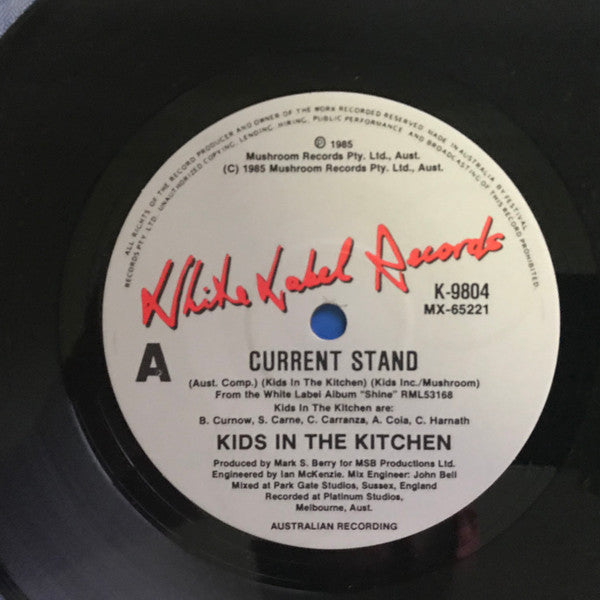 ALL RIGHTS OF THE RECORD PRODUCER AND OWNER OF THE WORK RECORDED RESERVED. MADE IN AUSTRALIA BY FESTIVAL
RECORDS PTY. LTD. UNAUTHORIZED COPYING, LENDING, HIRING, PUBLIC PERFORMANCE AND BROADCASTING OF THIS RECORD PROHIBITED.
Ⓟ 1985
Mushroom Records Pty. Ltd., Aust.
(C) 1985 Mushroom Records Pty. Ltd., Aust.
White Label Records
K-9804
MX-65221
A
CURRENT STAND
(Aust. Comp.) (Kids In The Kitchen) (Kids Inc./Mushroom)
From the White Label Album "Shine" RML53168
Kids In The Kitchen are:
B. Curnow, S. Carne, C. Carranza, A. Coia, C. Harnath
KIDS IN THE KITCHEN
Produced by Mark S. Berry for MSB Productions Ltd.
Engineered by Ian McKenzie. Mix Engineer: John Bell
Mixed at Park Gate Studios, Sussex, England
Recorded at Platinum Studios,
Melbourne, Aust.
AUSTRALIAN RECORDING